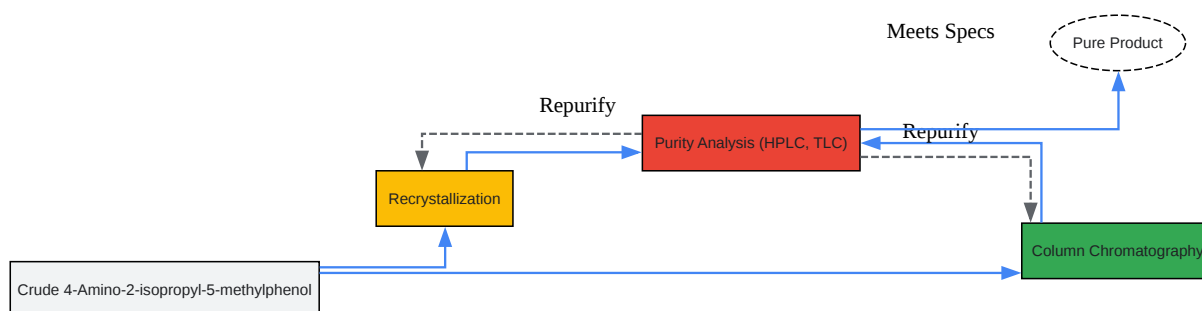 Meets Specs
Pure Product
Repurify
Purity Analysis (HPLC, TLC)
Repurify
Recrystallization
Column Chromatography
Crude 4-Amino-2-isopropyl-5-methylphenol